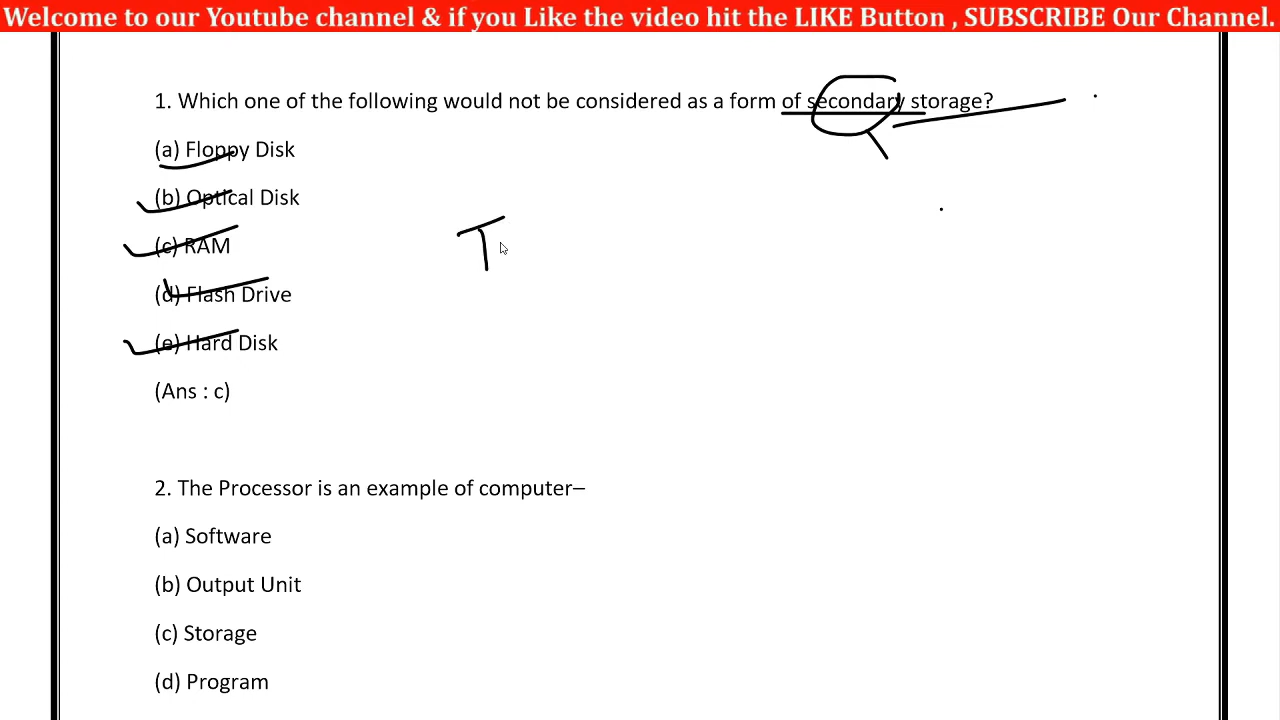 Welcome to our Youtube channel & if you Like the video hit the LIKE Button , SUBSCRIBE Our Channel.
1. Which one of the following would not be considered as a form of secondary storage?
(a) Floppy Disk
(b) Optical Disk
(c) RAM
T
(d) Flash Drive
(e) Hard Disk
(Ans : c)
2. The Processor is an example of computer–
(a) Software
(b) Output Unit
(c) Storage
(d) Program